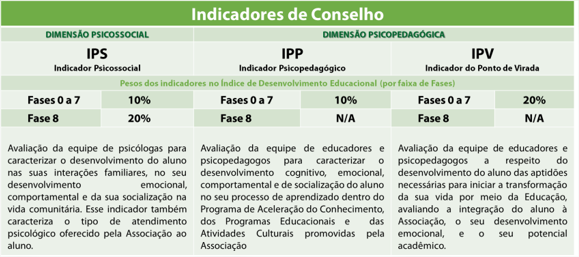 Indicadores de Conselho
DIMENSÃO PSICOSSOCIAL
DIMENSÃO PSICOPEDAGÓGICA
IPS
Indicador Psicossocial
IPP
Indicador Psicopedagógico
IPV
Indicador do Ponto de Virada
Pesos dos indicadores no Índice de Desenvolvimento Educacional (por faixa de Fases)
Fases 0 a 7 10% Fases 0 a 7 10% Fases 0 a 7 20%
Fase 8 20% Fase 8 N/A Fase 8 N/A
Avaliação da equipe de psicólogas para
caracterizar o desenvolvimento do aluno
nas suas interações familiares, no seu
desenvolvimento emocional,
comportamental e da sua socialização na
vida comunitária. Esse indicador também
caracteriza o tipo de atendimento
psicológico oferecido pela Associação ao
aluno.
Avaliação da equipe de educadores e
psicopedagogos para caracterizar o
desenvolvimento cognitivo, emocional,
comportamental e de socialização do aluno
no seu processo de aprendizado dentro do
Programa de Aceleração do Conhecimento,
dos Programas Educacionais e das
Atividades Culturais promovidas pela
Associação
Avaliação da equipe de educadores e
psicopedagogos a respeito do
desenvolvimento do aluno das aptidões
necessárias para iniciar a transformação
da sua vida por meio da Educação,
avaliando a integração do aluno à
Associação, o seu desenvolvimento
emocional, e o seu potencial
acadêmico.